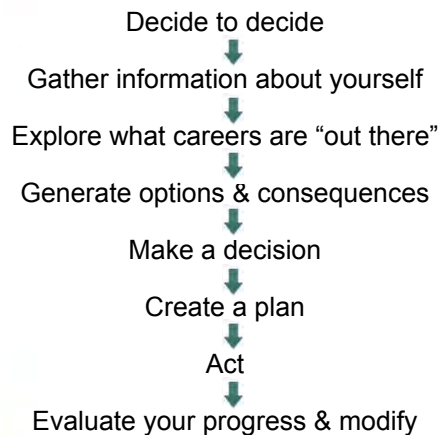 Decide to decide
Gather information about yourself
Explore what careers are “out there”
Generate options & consequences
Make a decision
Create a plan
Act
Evaluate your progress & modify